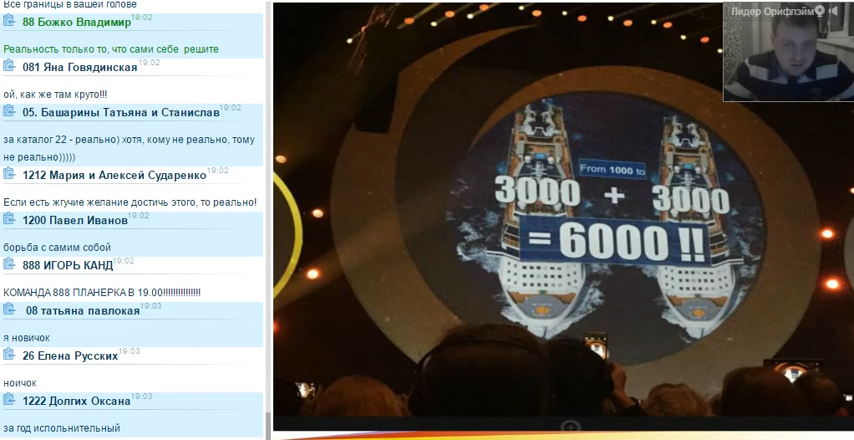 Все границы в вашей голове
88 Божко Владимир 19:02
Реальность только то, что сами себе решите
081 Яна Говядинская 19:02
ой, как же там круто!!!
05. Башарины Татьяна и Станислав 19:02
за каталог 22 - реально) хотя, кому не реально, тому
не реально)))))
1212 Мария и Алексей Сударенко 19:02
Если есть жгучие желание достичь этого, то реально!
1200 Павел Иванов 19:02
борьба с самим собой
888 ИГОРЬ КАНД 19:02
КОМАНДА 888 ПЛАНЕРКА В 19.00!!!!!!!!!!!!!!!!
08 татьяна павлокая 19:03
я новичок
26 Елена Русских 19:03
ноичок
1222 Долгих Оксана 19:03
за год испольнительный
Лидер Орифлэйм
From 1000 to
3000 + 3000
= 6000 !!